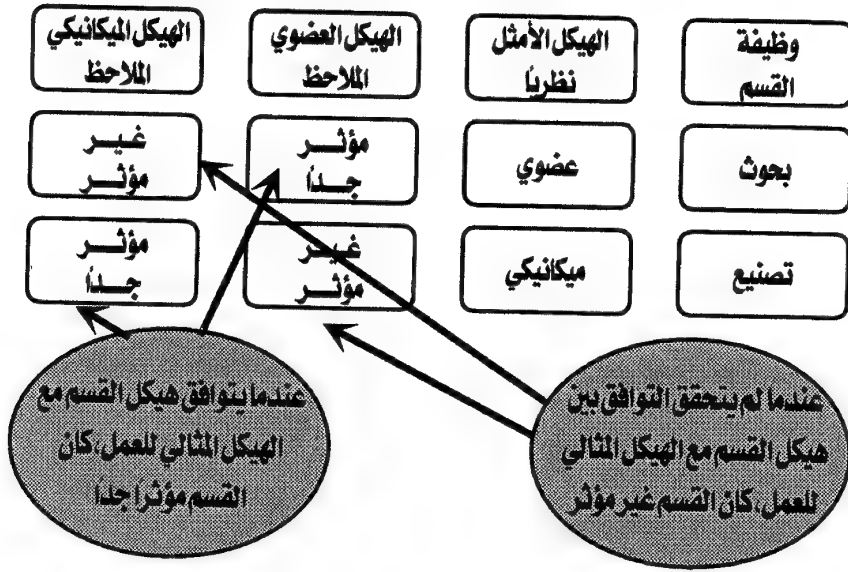 وظيفة
القسم
الهيكل الأمثل
نظرياً
الهيكل العضوي
الملاحظ
الهيكل الميكانيكي
الملاحظ
بحوث
عضوي
مؤثر
جداً
غير
مؤثر
تصنيع
ميكانيكي
غير
مؤثر
مؤثر
جداً
عندما لم يتحقق التوافق بين
هيكل القسم مع الهيكل المثالي
للعمل، كان القسم غير مؤثر
عندما يتوافق هيكل القسم مع
الهيكل المثالي للعمل، كان
القسم مؤثراً جداً